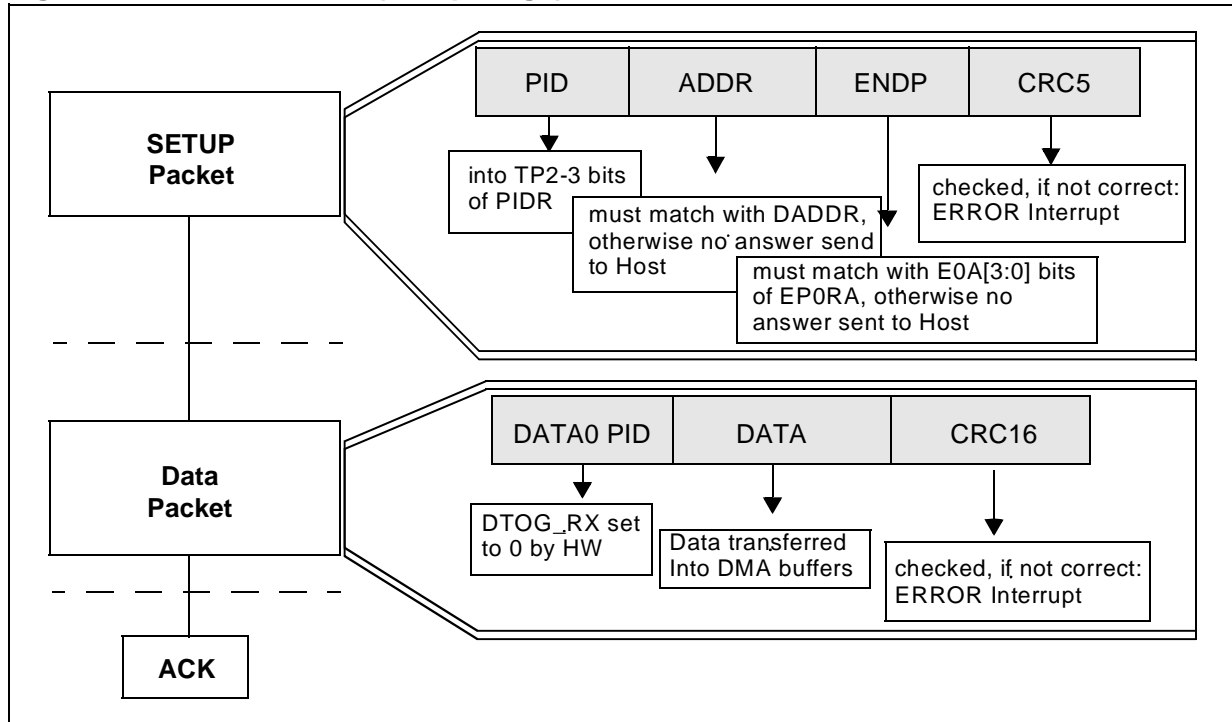 SETUP
Packet
PID
ADDR
ENDP
CRC5
into TP2-3 bits
of PIDR
must match with DADDR,
otherwise no answer send
to Host
must match with E0A[3:0] bits
of EP0RA, otherwise no
answer sent to Host
checked, if not correct:
ERROR Interrupt
Data
Packet
DATA0 PID
DATA
CRC16
DTOG_RX set
to 0 by HW
Data transferred
Into DMA buffers
checked, if not correct:
ERROR Interrupt
ACK